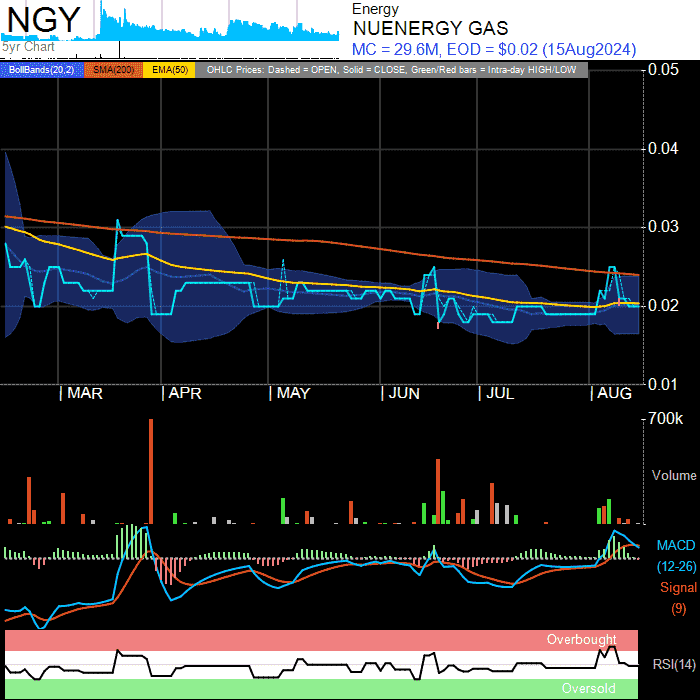 NGY
5yr Chart
Energy
NUENERGY GAS
MC = 29.6M, EOD = $0.02 (15Aug2024)
BollBands(20,2) SMA(200) EMA(50) OHLC Prices: Dashed = OPEN, Solid = CLOSE, Green/Red bars = Intra-day HIGH/LOW
0.05
0.04
0.03
0.02
0.01
MAR APR MAY JUN JUL AUG
700k
Volume
MACD
(12-26)
Signal
(9)
Overbought
RSI(14)
Oversold